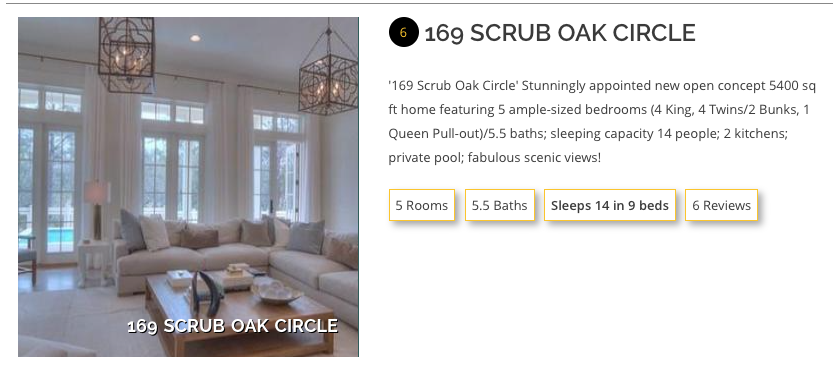 6 169 SCRUB OAK CIRCLE
'169 Scrub Oak Circle' Stunningly appointed new open concept 5400 sq
ft home featuring 5 ample-sized bedrooms (4 King, 4 Twins/2 Bunks, 1
Queen Pull-out)/5.5 baths; sleeping capacity 14 people; 2 kitchens;
private pool; fabulous scenic views!
5 Rooms 5.5 Baths Sleeps 14 in 9 beds 6 Reviews
169 SCRUB OAK CIRCLE